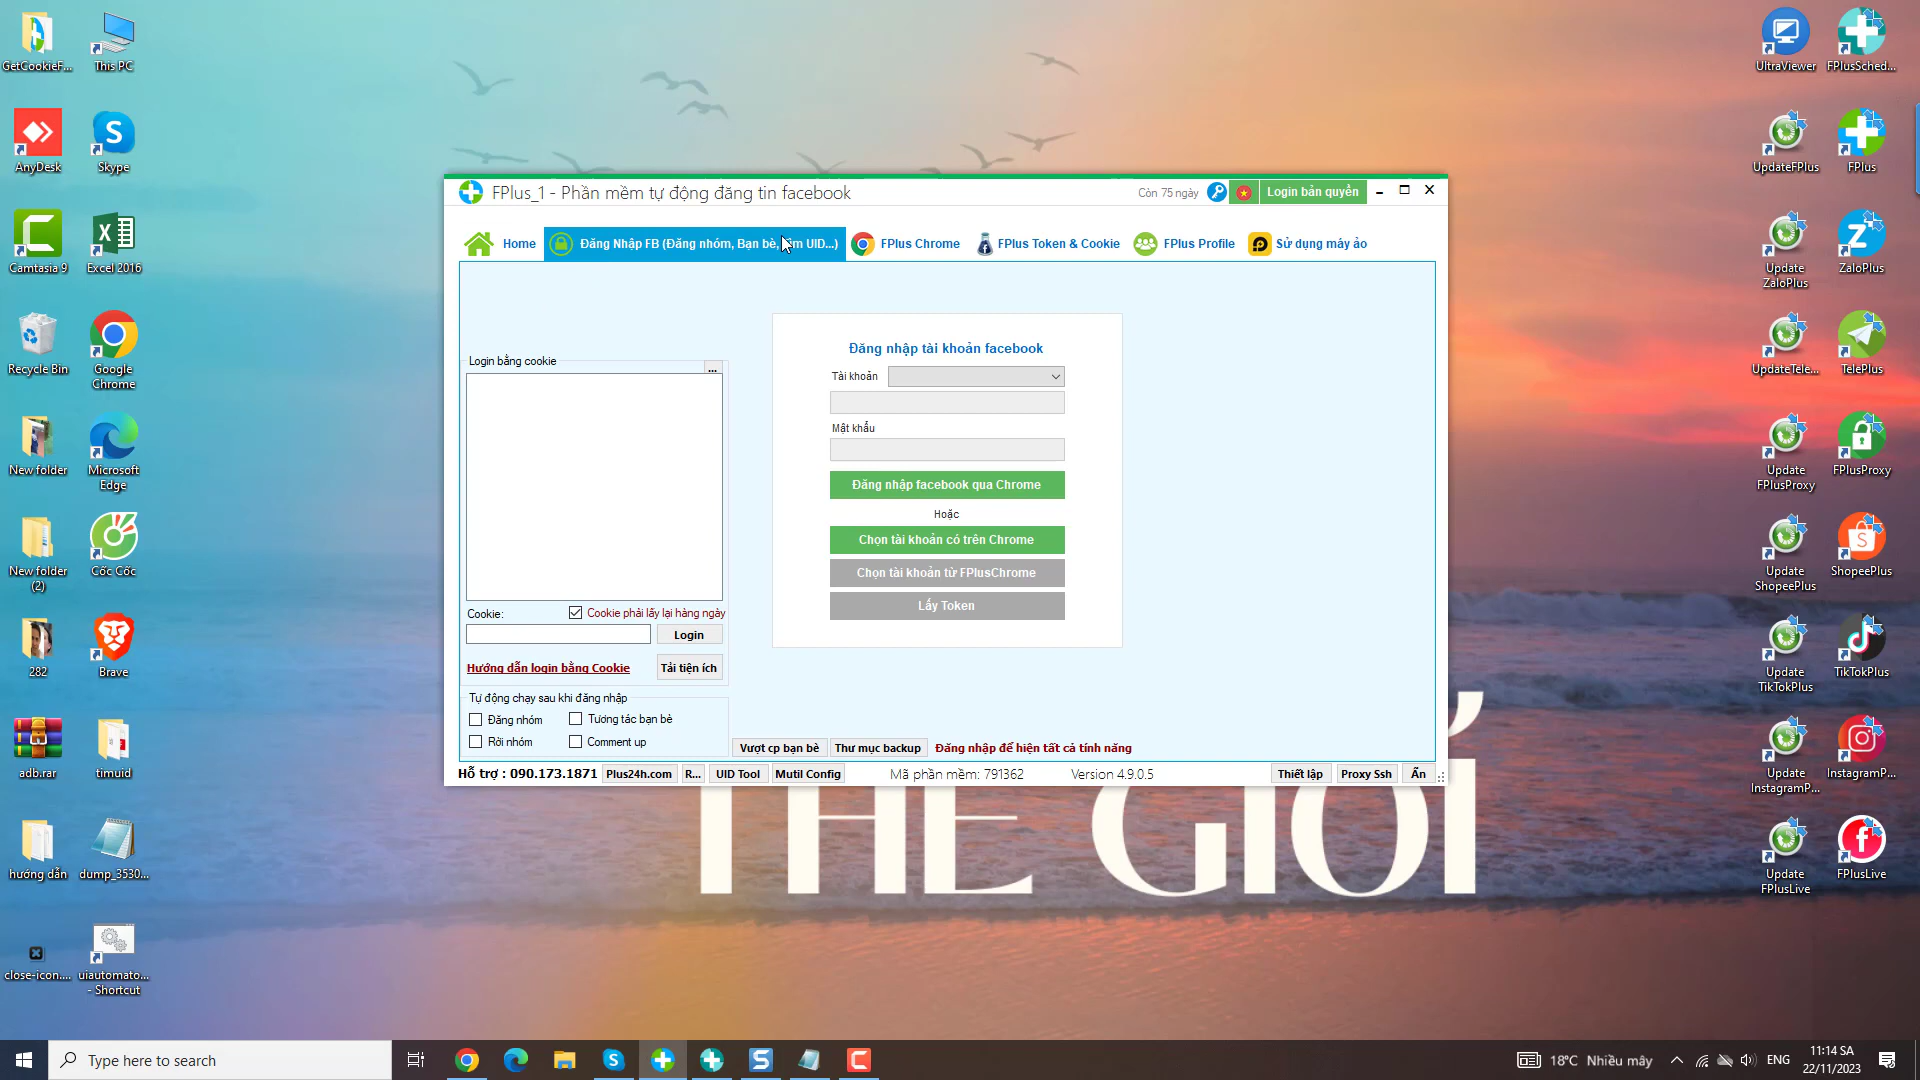 GetCookieF...
This PC
UltraViewer
FPlusSched...
AnyDesk
Skype
UpdateFPlus
FPlus
FPlus_1 - Phần mềm tự động đăng tin facebook
Còn 75 ngày
Login bản quyền
Home
Đăng Nhập FB (Đăng nhóm, Bạn bè, UID...)
FPlus Chrome
FPlus Token & Cookie
FPlus Profile
Sử dụng máy ảo
Camtasia 9
Excel 2016
Update ZaloPlus
ZaloPlus
Recycle Bin
Google Chrome
UpdateTele...
TelePlus
Login bằng cookie
...
Đăng nhập tài khoản facebook
Tài khoản
Mật khẩu
Đăng nhập facebook qua Chrome
Hoặc
Chọn tài khoản có trên Chrome
Chọn tài khoản từ FPlusChrome
Lấy Token
New folder
Microsoft Edge
Update FPlusProxy
FPlusProxy
New folder (2)
Cốc Cốc
Update ShopeePlus
ShopeePlus
Cookie:
Cookie phải lấy lại hàng ngày
Login
Hướng dẫn login bằng Cookie
Tải tiện ích
282
Brave
Update TikTokPlus
TikTokPlus
Tự động chạy sau khi đăng nhập
Đăng nhóm
Tương tác bạn bè
Rời nhóm
Comment up
Vượt cp bạn bè
Thư mục backup
Đăng nhập để hiện tất cả tính năng
Hỗ trợ : 090.173.1871
Plus24h.com
R...
UID Tool
Mutil Config
Mã phần mềm: 791362
Version 4.9.0.5
Thiết lập
Proxy Ssh
Ẩn
adb.rar
timuid
Update InstagramP...
InstagramP...
THẾ GIỚI
hướng dẫn
dump_3530...
Update FPlusLive
FPlusLive
close-icon....
uiautomato... - Shortcut
Type here to search
18°C Nhiều mây
ENG
11:14 SA
22/11/2023